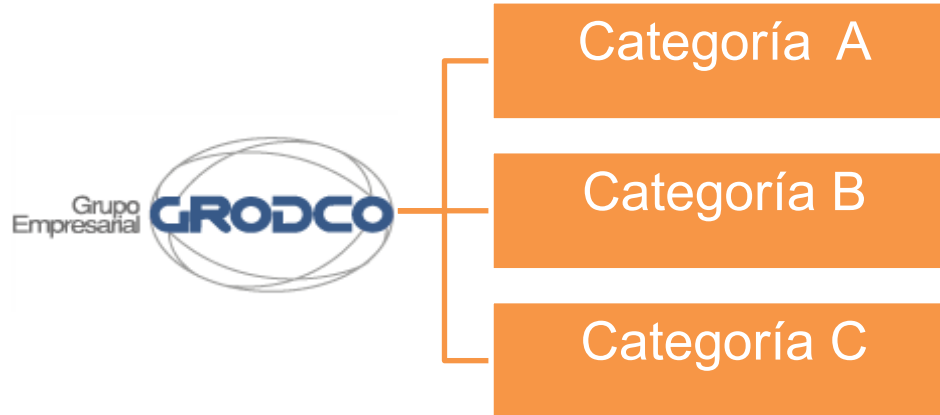 Categoría  A
Grupo
Empresarial
GRODCO
Categoría B
Categoría C